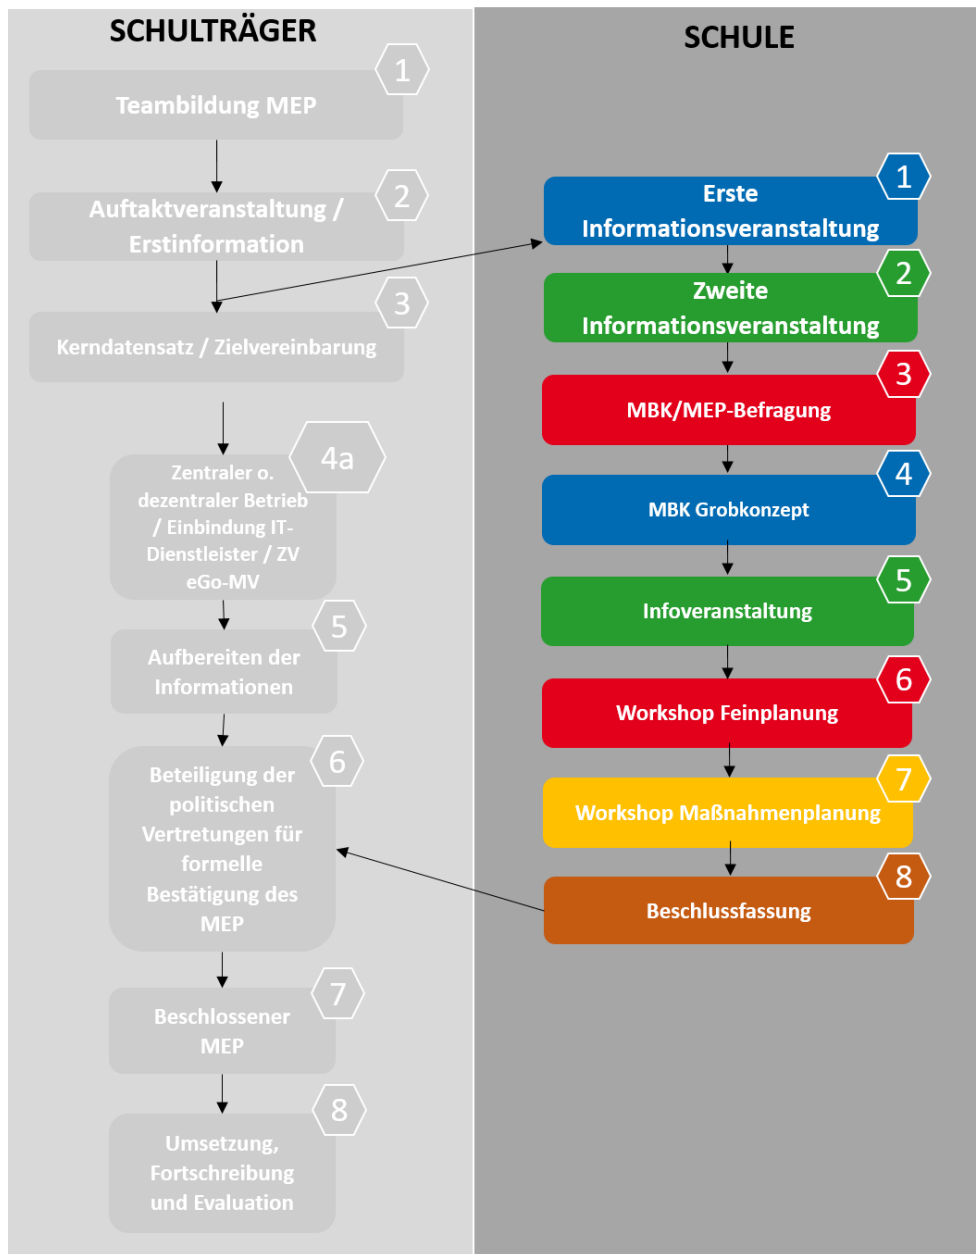 SCHULTRÄGER
1
Teambildung MEP
2
Auftaktveranstaltung /
Erstinformation
3
Kerndatensatz / Zielvereinbarung
4a
Zentraler o.
dezentraler Betrieb
/ Einbindung IT-
Dienstleister / ZV
eGo-MV
5
Aufbereiten der
Informationen
6
Beteiligung der
politischen
Vertretungen für
formelle
Bestätigung des
MEP
7
Beschlossener
MEP
8
Umsetzung,
Fortschreibung
und Evaluation
SCHULE
1
Erste
Informationsveranstaltung
2
Zweite
Informationsveranstaltung
3
MBK/MEP-Befragung
4
MBK Grobkonzept
5
Infoveranstaltung
6
Workshop Feinplanung
7
Workshop Maßnahmenplanung
8
Beschlussfassung